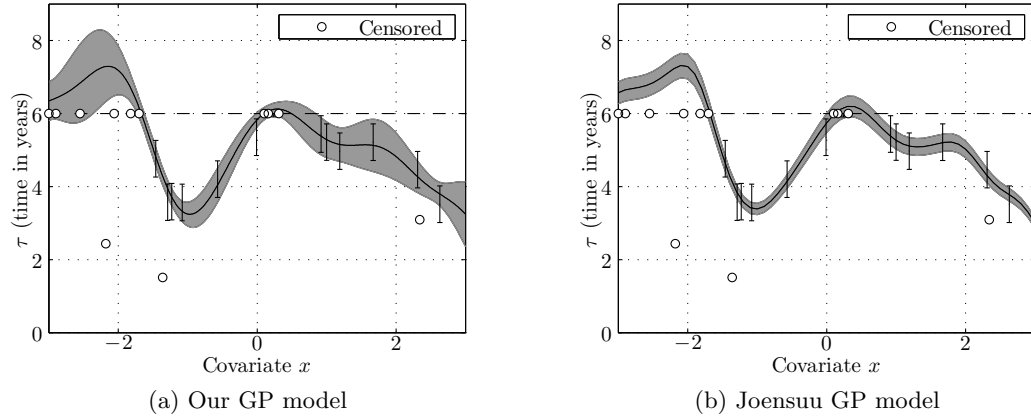 8
6
4
2
0
τ (time in years)
−2
0
2
Covariate x
Censored
(a) Our GP model
8
6
4
2
0
τ (time in years)
−2
0
2
Covariate x
Censored
(b) Joensuu GP model